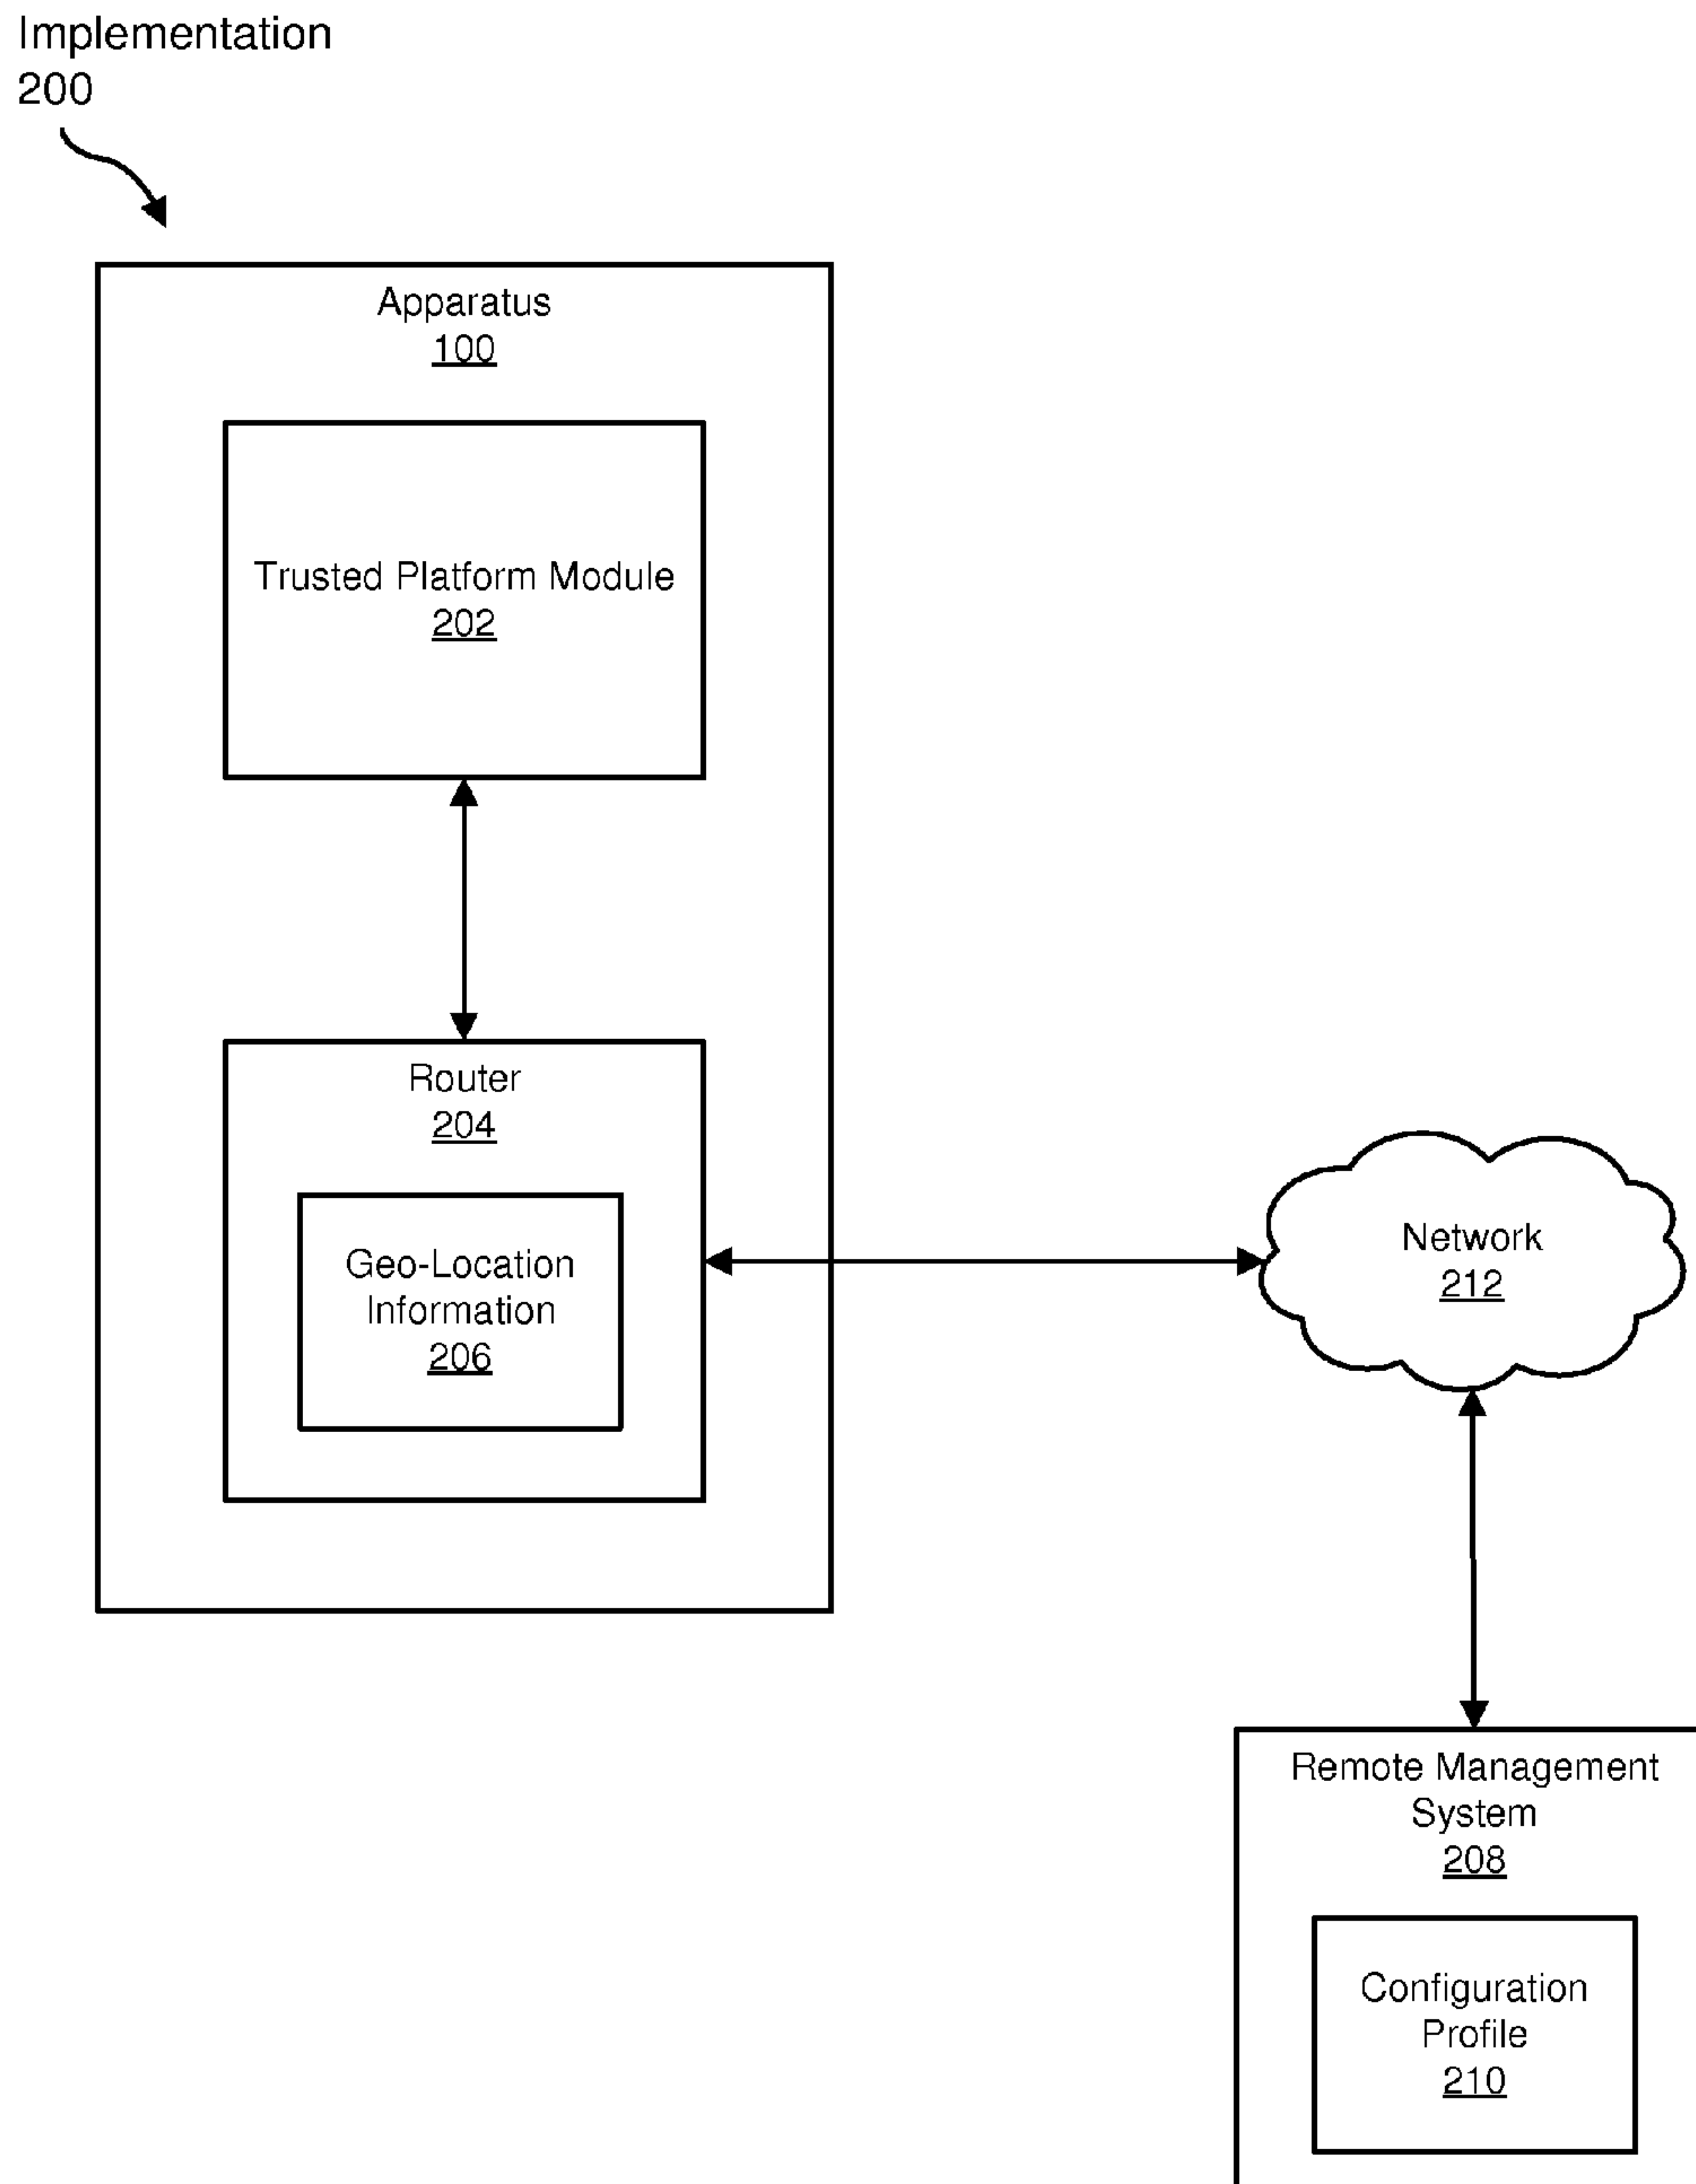 Implementation
200
Apparatus
100
Trusted Platform Module
202
Router
204
Geo-Location
Information
206
Network
212
Remote Management
System
208
Configuration
Profile
210